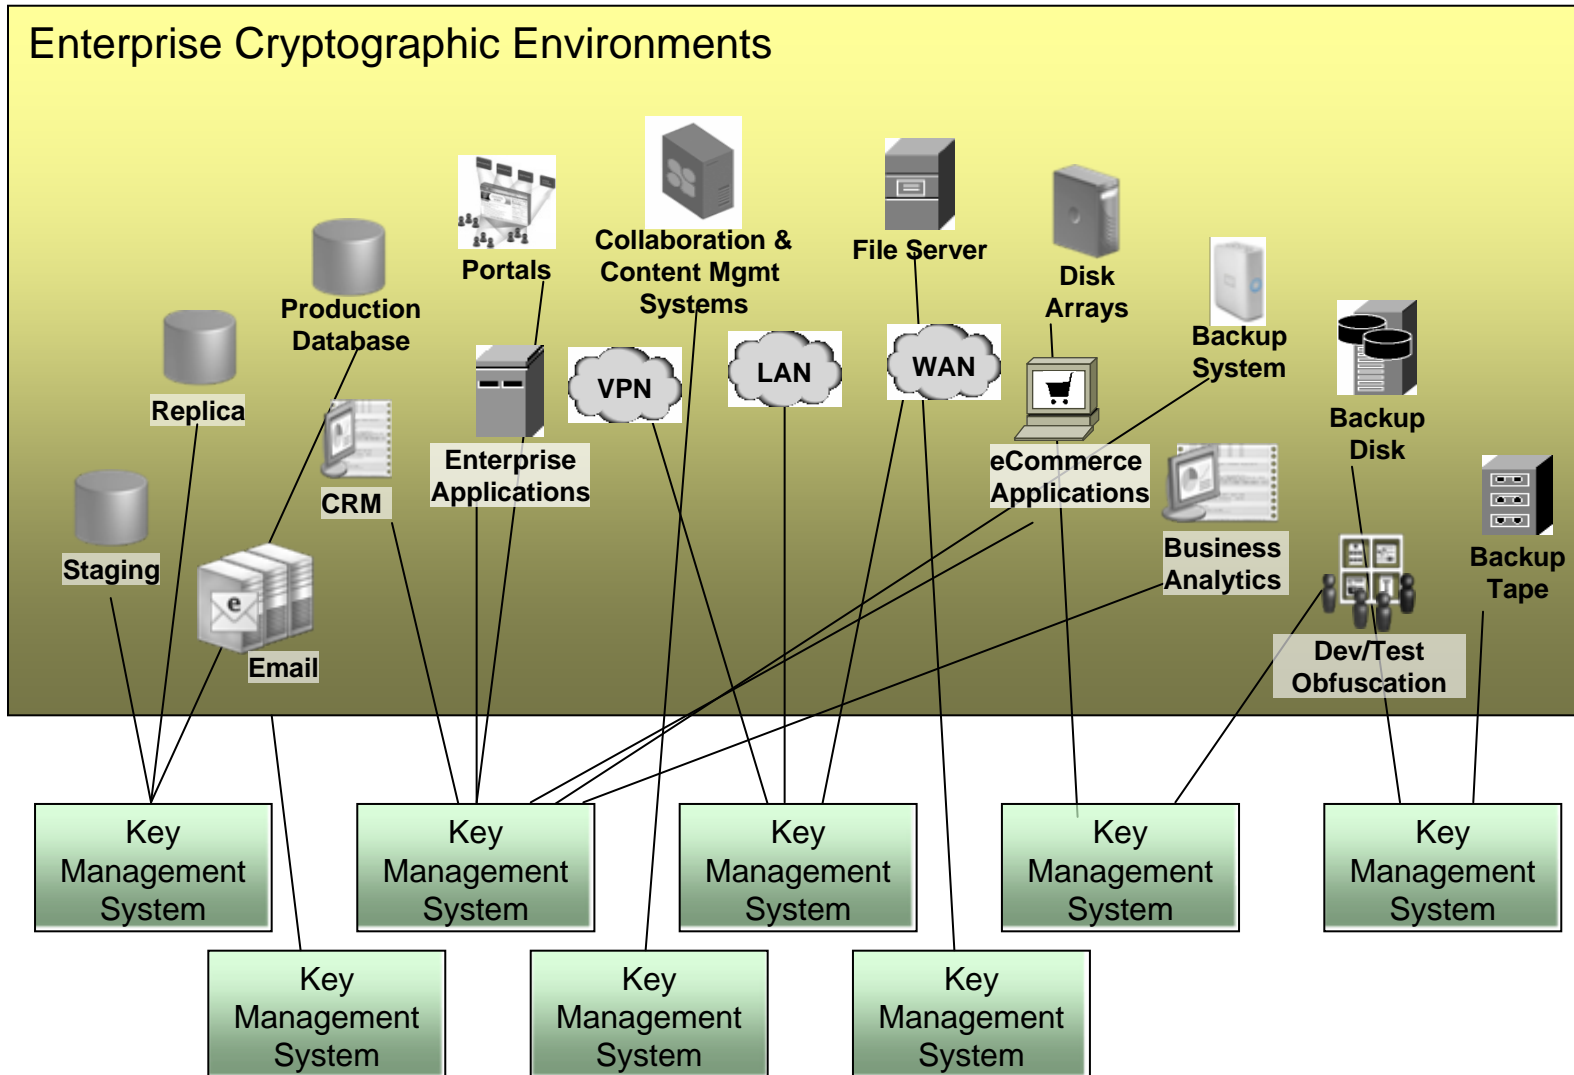 Enterprise Cryptographic Environments
Portals
Collaboration &
Content Mgmt
Systems
File Server
Disk
Arrays
Production
Database
Backup
System
Replica
VPN
LAN
WAN
Backup
Disk
CRM
Enterprise
Applications
eCommerce
Applications
Staging
e
Email
Business
Analytics
Backup
Tape
Dev/Test
Obfuscation
Key
Management
System
Key
Management
System
Key
Management
System
Key
Management
System
Key
Management
System
Key
Management
System
Key
Management
System
Key
Management
System